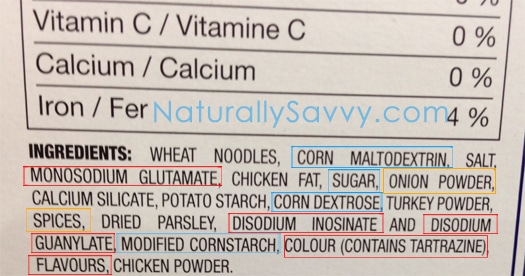 Vitamin C / Vitamine C 0 %
Calcium / Calcium 0 %
Iron / Fer 4 %
NaturallySavvy.com
INGREDIENTS: WHEAT NOODLES, CORN MALTODEXTRIN, SALT,
MONOSODIUM GLUTAMATE, CHICKEN FAT, SUGAR, ONION POWDER,
CALCIUM SILICATE, POTATO STARCH, CORN DEXTROSE, TURKEY POWDER,
SPICES, DRIED PARSLEY, DISODIUM INOSINATE AND DISODIUM
GUANYLATE, MODIFIED CORNSTARCH, COLOUR (CONTAINS TARTRAZINE),
FLAVOURS, CHICKEN POWDER.